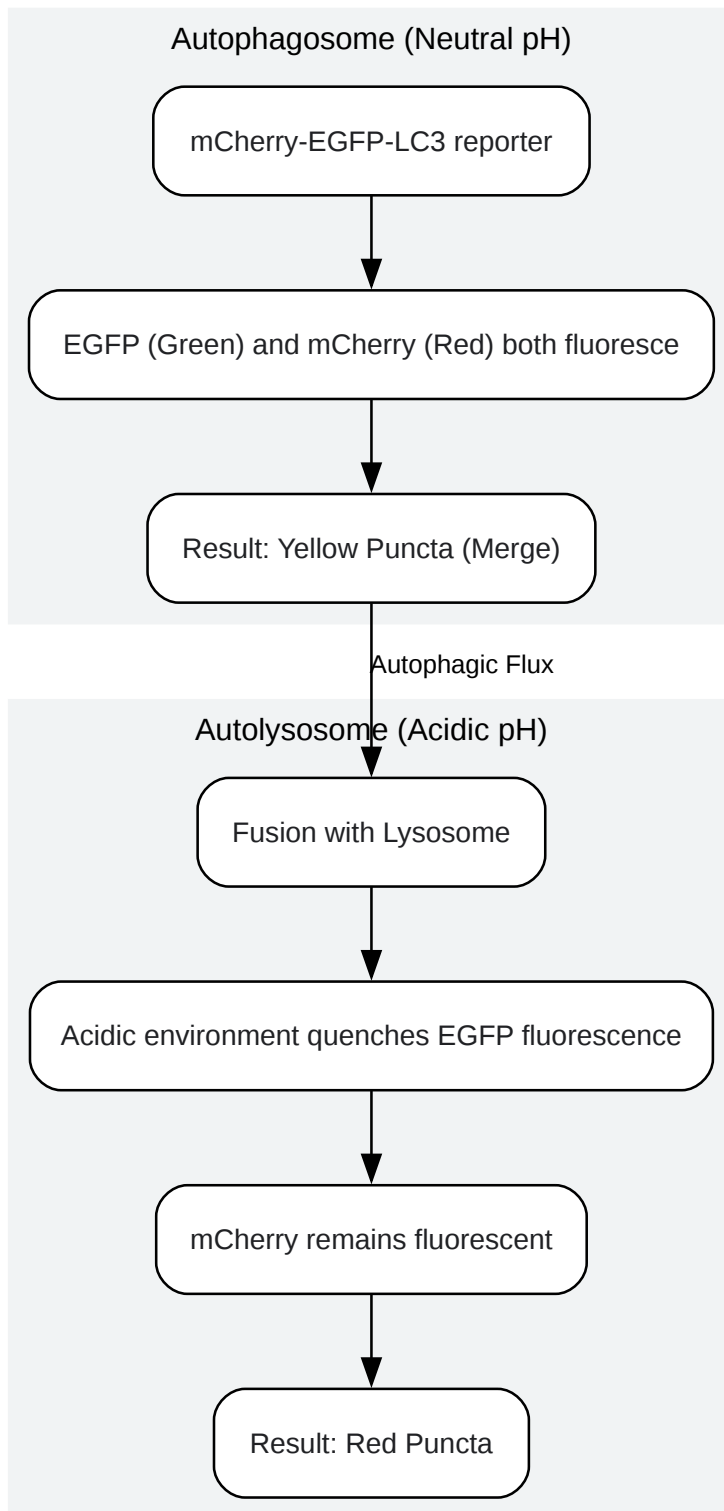 Autophagosome (Neutral pH)
mCherry-EGFP-LC3 reporter
EGFP (Green) and mCherry (Red) both fluoresce
Result: Yellow Puncta (Merge)
Autophagic Flux
Autolysosome (Acidic pH)
Fusion with Lysosome
Acidic environment quenches EGFP fluorescence
mCherry remains fluorescent
Result: Red Puncta